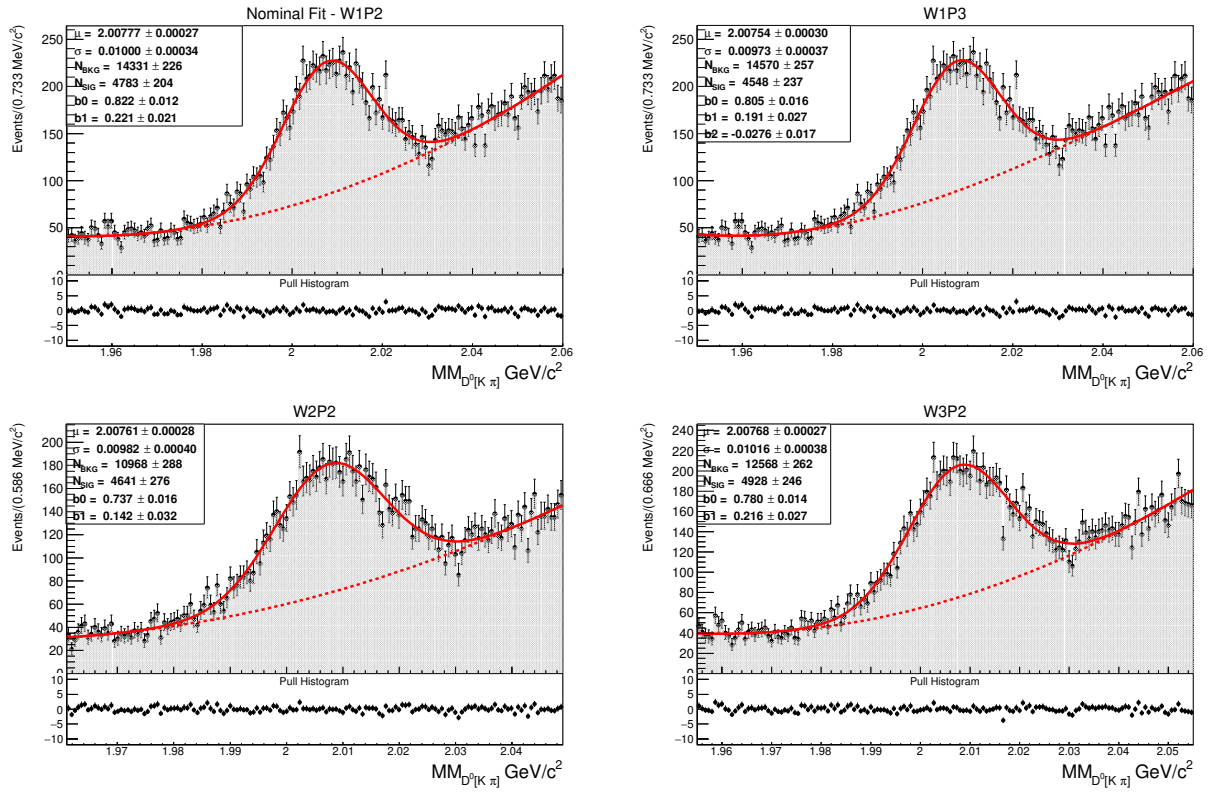 Nominal Fit - W1P2
μ = 2.00777 ± 0.00027
σ = 0.01000 ± 0.00034
N_BKG = 14331 ± 226
N_SIG = 4783 ± 204
b0 = 0.822 ± 0.012
b1 = 0.221 ± 0.021
Events/(0.733 MeV/c²)
250
200
150
100
50
0
Pull Histogram
10
5
0
−5
−10
1.96 1.98 2 2.02 2.04 2.06
MM_D⁰[K π] GeV/c²
W1P3
μ = 2.00754 ± 0.00030
σ = 0.00973 ± 0.00037
N_BKG = 14570 ± 257
N_SIG = 4548 ± 237
b0 = 0.805 ± 0.016
b1 = 0.191 ± 0.027
b2 = -0.0276 ± 0.017
Events/(0.733 MeV/c²)
250
200
150
100
50
0
Pull Histogram
10
5
0
−5
−10
1.96 1.98 2 2.02 2.04 2.06
MM_D⁰[K π] GeV/c²
W2P2
μ = 2.00761 ± 0.00028
σ = 0.00982 ± 0.00040
N_BKG = 10968 ± 288
N_SIG = 4641 ± 276
b0 = 0.737 ± 0.016
b1 = 0.142 ± 0.032
Events/(0.586 MeV/c²)
200
180
160
140
120
100
80
60
40
20
0
Pull Histogram
10
5
0
−5
−10
1.97 1.98 1.99 2 2.01 2.02 2.03 2.04
MM_D⁰[K π] GeV/c²
W3P2
μ = 2.00768 ± 0.00027
σ = 0.01016 ± 0.00038
N_BKG = 12568 ± 262
N_SIG = 4928 ± 246
b0 = 0.780 ± 0.014
b1 = 0.216 ± 0.027
Events/(0.666 MeV/c²)
240
220
200
180
160
140
120
100
80
60
40
20
0
Pull Histogram
10
5
0
−5
−10
1.96 1.97 1.98 1.99 2 2.01 2.02 2.03 2.04 2.05
MM_D⁰[K π] GeV/c²